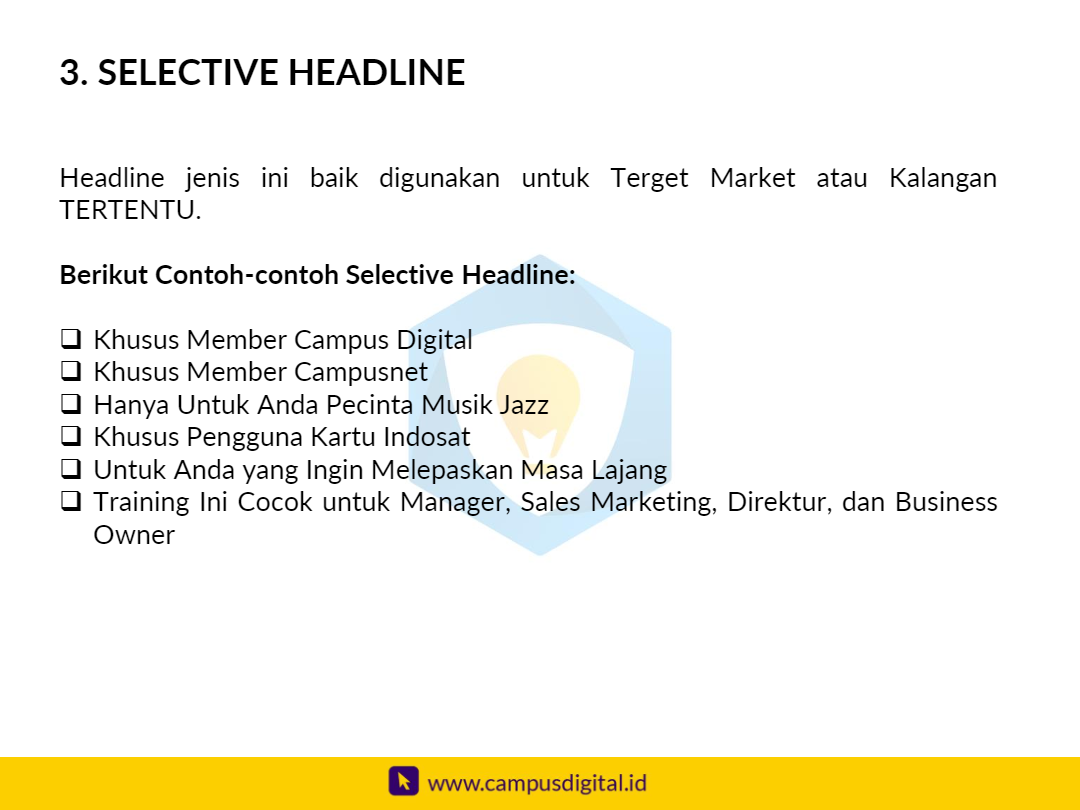 3. SELECTIVE HEADLINE
Headline jenis ini baik digunakan untuk Terget Market atau Kalangan
TERTENTU.
Berikut Contoh-contoh Selective Headline:
❑ Khusus Member Campus Digital
❑ Khusus Member Campusnet
❑ Hanya Untuk Anda Pecinta Musik Jazz
❑ Khusus Pengguna Kartu Indosat
❑ Untuk Anda yang Ingin Melepaskan Masa Lajang
❑ Training Ini Cocok untuk Manager, Sales Marketing, Direktur, dan Business
Owner
www.campusdigital.id